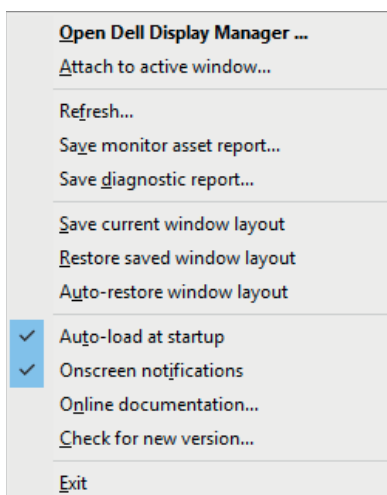 Open Dell Display Manager ...
Attach to active window...
Refresh...
Save monitor asset report...
Save diagnostic report...
Save current window layout
Restore saved window layout
Auto-restore window layout
Auto-load at startup
Onscreen notifications
Online documentation...
Check for new version...
Exit